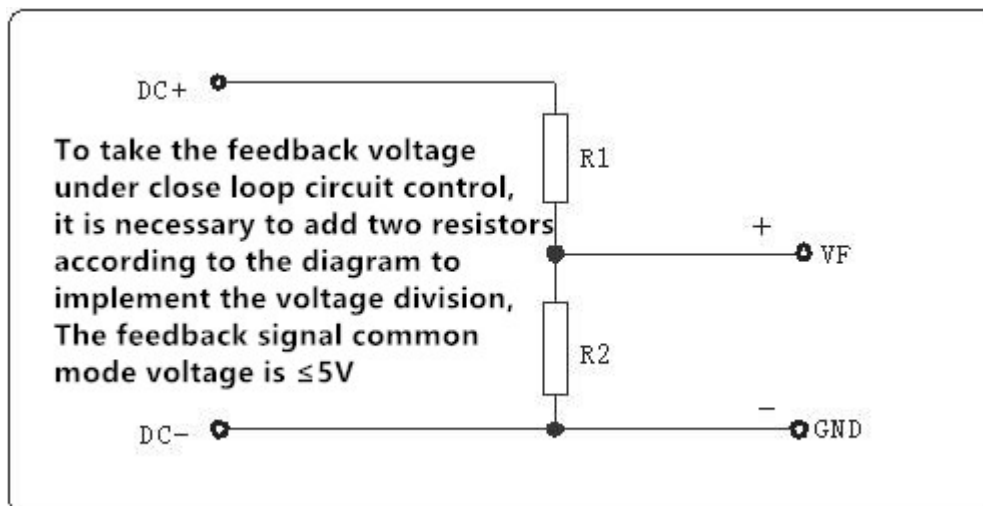 DC+
To take the feedback voltage
under close loop circuit control,
it is necessary to add two resistors
according to the diagram to
implement the voltage division,
The feedback signal common
mode voltage is ≤5V
R1
+
VF
R2
-
DC-
GND